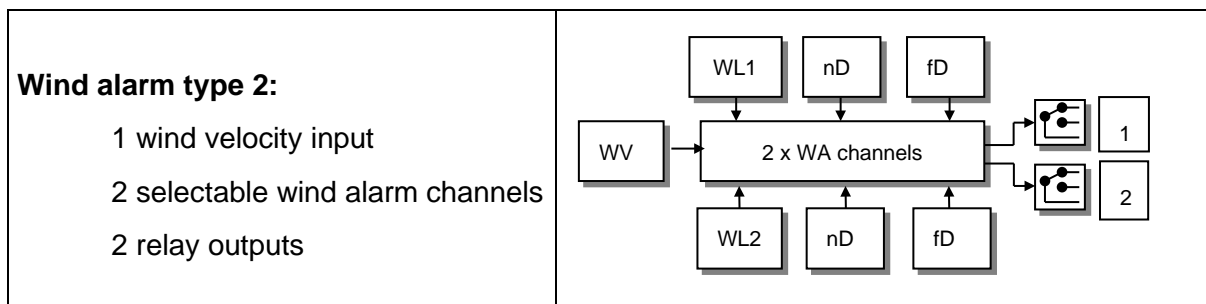 Wind alarm type 2:
1 wind velocity input
2 selectable wind alarm channels
2 relay outputs
WL1 nD fD
WV 2 x WA channels 1
2
WL2 nD fD